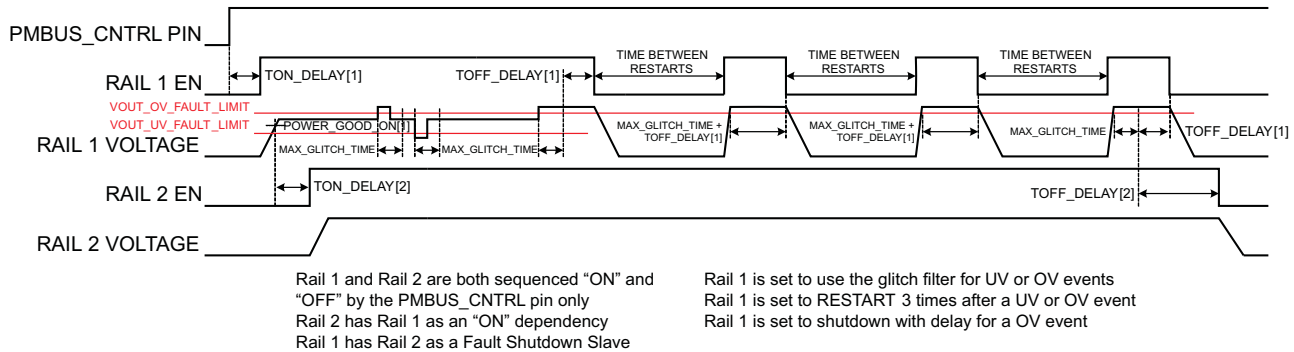 PMBUS_CNTRL PIN
RAIL 1 EN
TON_DELAY[1]
TOFF_DELAY[1]
TIME BETWEEN
RESTARTS
TIME BETWEEN
RESTARTS
TIME BETWEEN
RESTARTS
VOUT_OV_FAULT_LIMIT
VOUT_UV_FAULT_LIMIT
POWER_GOOD_ON[1]
RAIL 1 VOLTAGE
MAX_GLITCH_TIME
MAX_GLITCH_TIME
MAX_GLITCH_TIME +
TOFF_DELAY[1]
MAX_GLITCH_TIME +
TOFF_DELAY[1]
MAX_GLITCH_TIME
TOFF_DELAY[1]
RAIL 2 EN
TON_DELAY[2]
TOFF_DELAY[2]
RAIL 2 VOLTAGE
Rail 1 and Rail 2 are both sequenced “ON” and
“OFF” by the PMBUS_CNTRL pin only
Rail 2 has Rail 1 as an “ON” dependency
Rail 1 has Rail 2 as a Fault Shutdown Slave
Rail 1 is set to use the glitch filter for UV or OV events
Rail 1 is set to RESTART 3 times after a UV or OV event
Rail 1 is set to shutdown with delay for a OV event